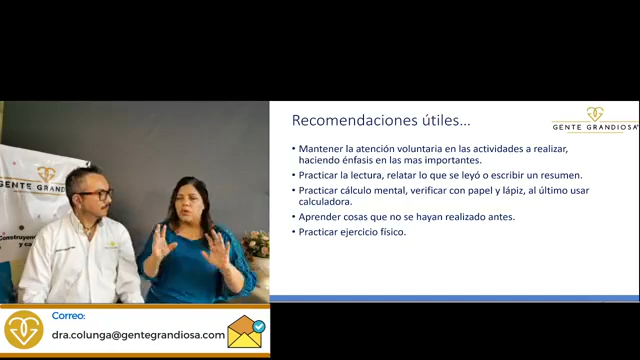 GENTE GRANDIOSA
Construyen
y ca
Recomendaciones útiles...
GENTE GRANDIOSA
• Mantener la atención voluntaria en las actividades a realizar,
haciendo énfasis en las mas importantes.
• Practicar la lectura, relatar lo que se leyó o escribir un resumen.
• Practicar cálculo mental, verificar con papel y lápiz, al último usar
calculadora.
• Aprender cosas que no se hayan realizado antes.
• Practicar ejercicio físico.
Correo:
dra.colunga@gentegrandiosa.com